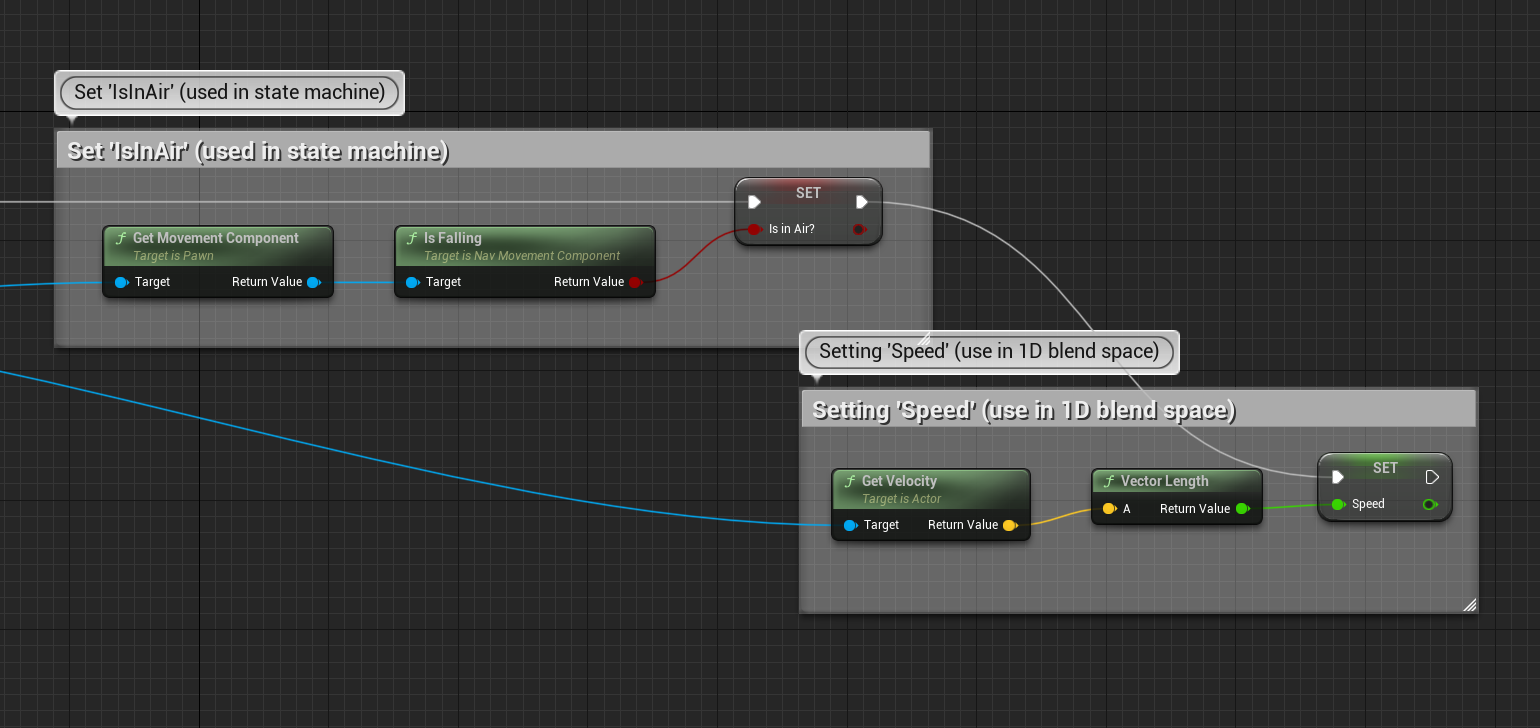 Set 'IsInAir' (used in state machine)
Set 'IsInAir' (used in state machine)
SET
Is in Air?
Get Movement Component
Target is Pawn
Target
Return Value
Is Falling
Target is Nav Movement Component
Target
Return Value
Setting 'Speed' (use in 1D blend space)
Setting 'Speed' (use in 1D blend space)
Get Velocity
Target is Actor
Target
Return Value
Vector Length
A
Return Value
SET
Speed